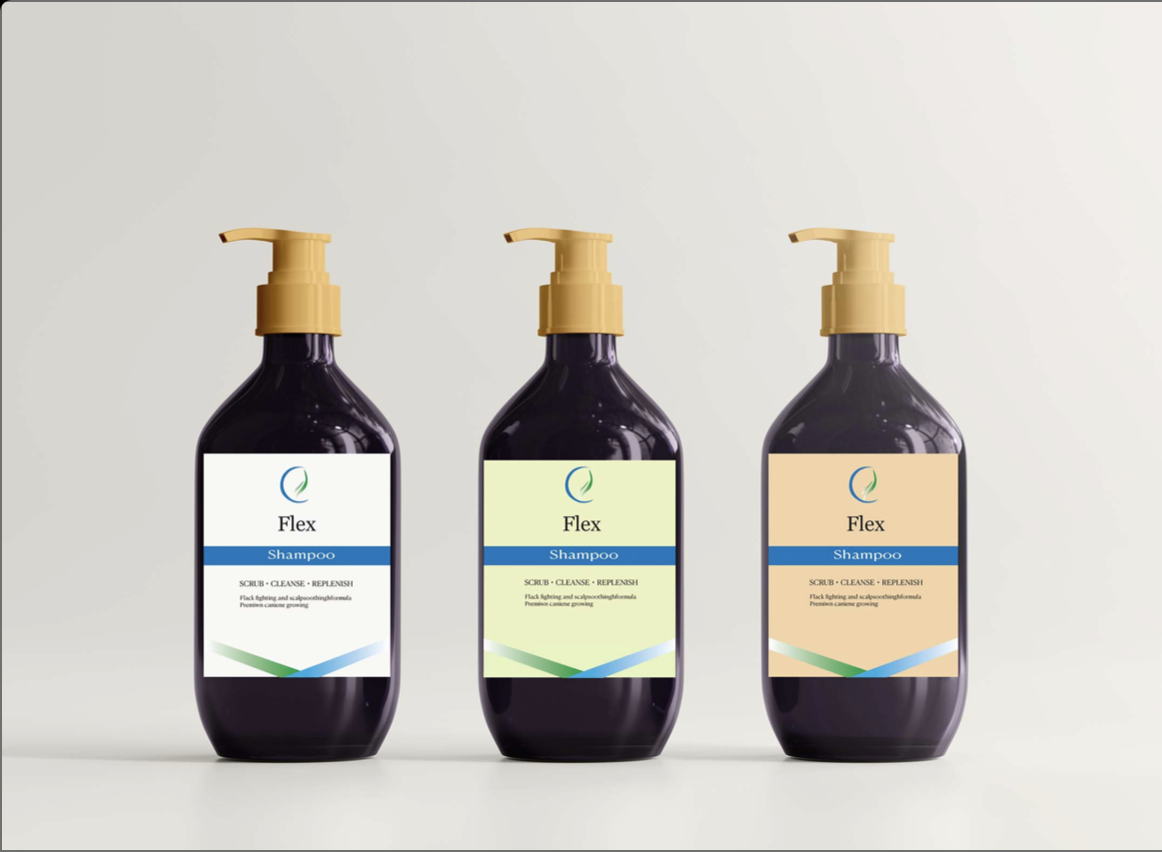 Flex
Shampoo
SCRUB • CLEANSE • REPLENISH
Flack fighting and scalpsoothinghformula
Premiwn caniene growing
Flex
Shampoo
SCRUB • CLEANSE • REPLENISH
Flack fighting and scalpsoothinghformula
Premiwn caniene growing
Flex
Shampoo
SCRUB • CLEANSE • REPLENISH
Flack fighting and scalpsoothinghformula
Premiwn caniene growing